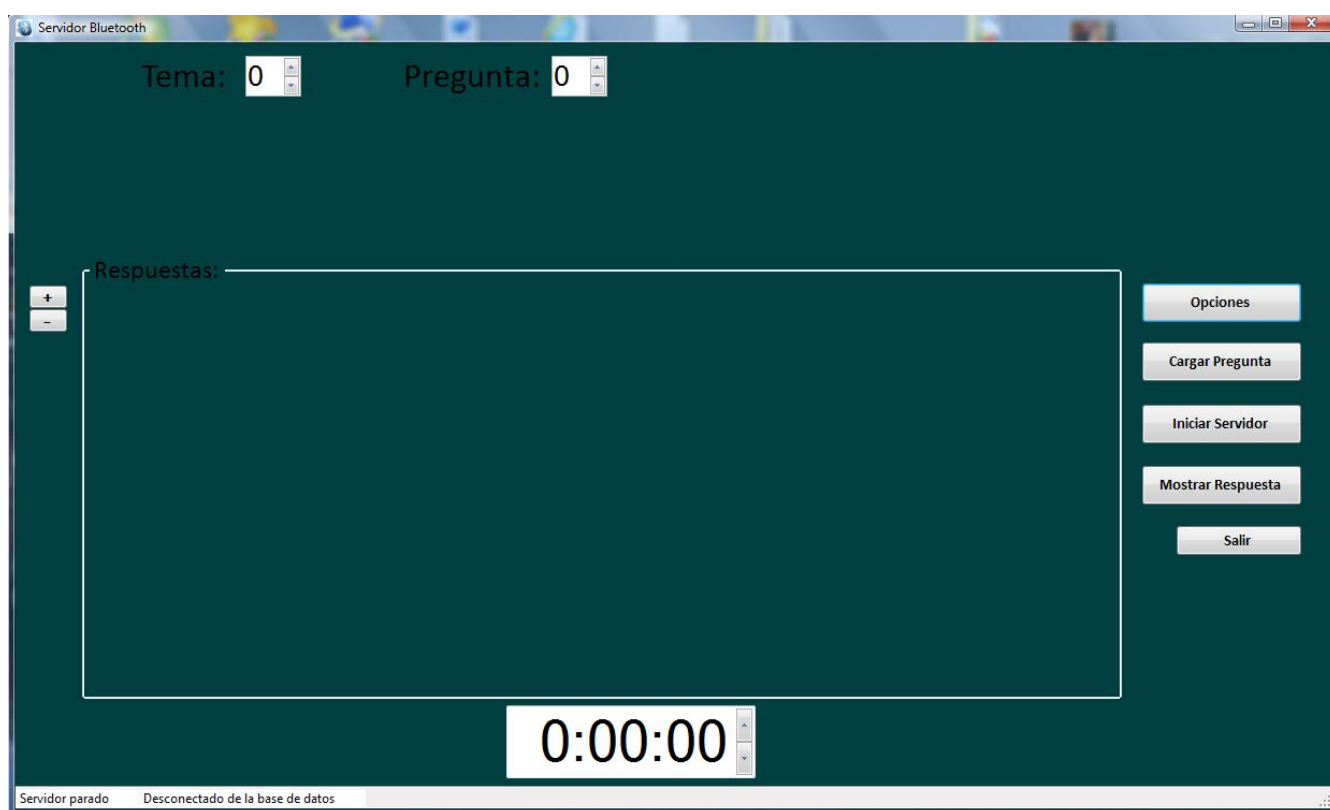 Servidor Bluetooth
Tema: 0 Pregunta: 0
Respuestas:
+
-
Opciones
Cargar Pregunta
Iniciar Servidor
Mostrar Respuesta
Salir
0:00:00
Servidor parado Desconectado de la base de datos